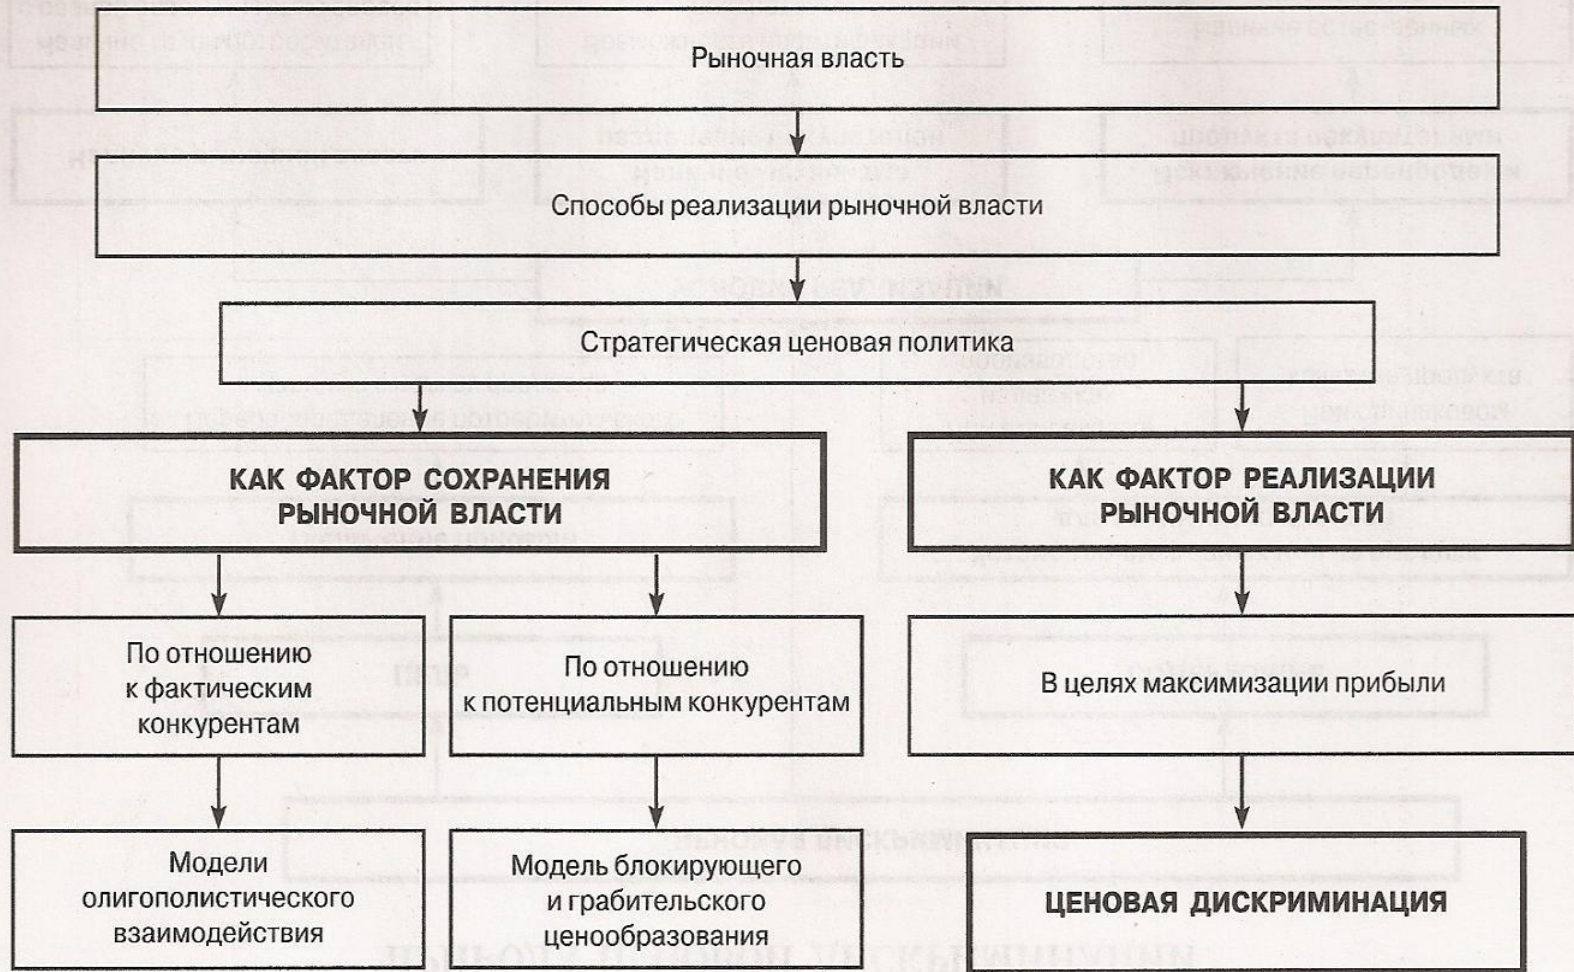 Рыночная власть
Способы реализации рыночной власти
Стратегическая ценовая политика
КАК ФАКТОР СОХРАНЕНИЯ
РЫНОЧНОЙ ВЛАСТИ
КАК ФАКТОР РЕАЛИЗАЦИИ
РЫНОЧНОЙ ВЛАСТИ
По отношению
к фактическим
конкурентам
По отношению
к потенциальным конкурентам
В целях максимизации прибыли
Модели
олигополистического
взаимодействия
Модель блокирующего
и грабительского
ценообразования
ЦЕНОВАЯ ДИСКРИМИНАЦИЯ